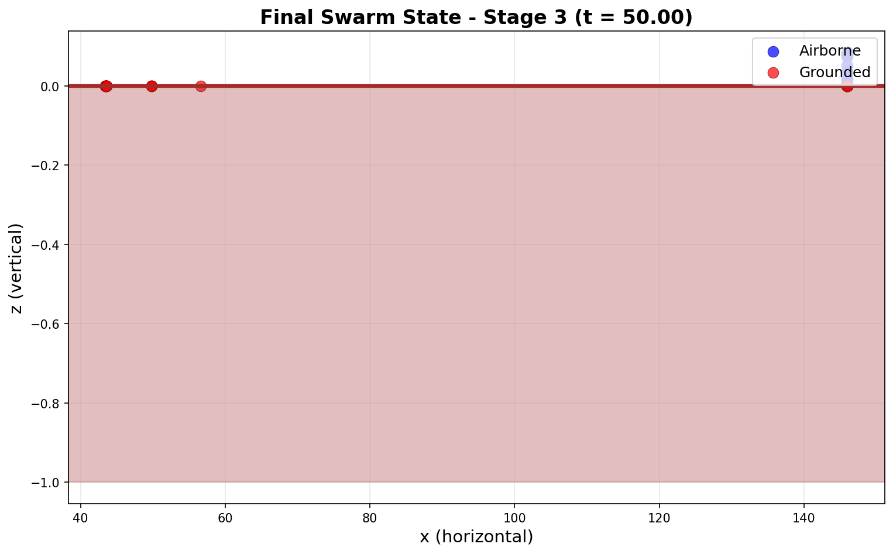 Final Swarm State - Stage 3 (t = 50.00)
Airborne
Grounded
z (vertical)
0.0
−0.2
−0.4
−0.6
−0.8
−1.0
40 60 80 100 120 140
x (horizontal)